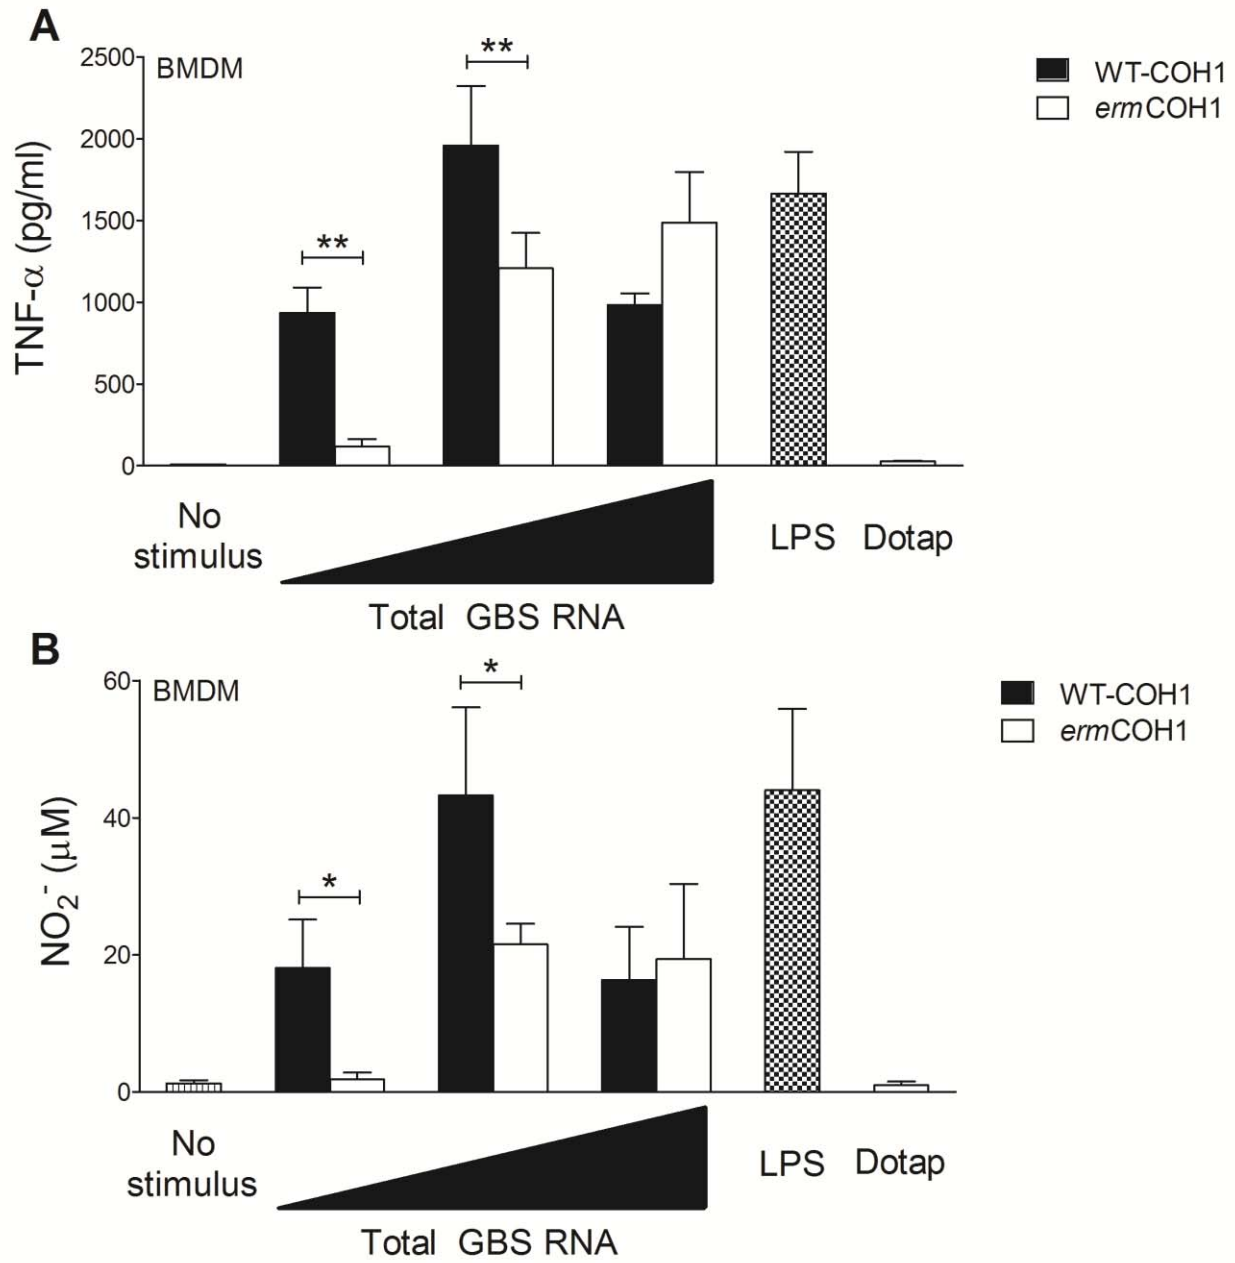 A
2500
BMDM
**
WT-COH1
ermCOH1
2000
1500
**
1000
500
0
TNF-α (pg/ml)
No
stimulus
LPS
Dotap
Total GBS RNA
B
60
BMDM
*
WT-COH1
ermCOH1
40
*
20
0
NO₂⁻ (μM)
No
stimulus
LPS
Dotap
Total GBS RNA